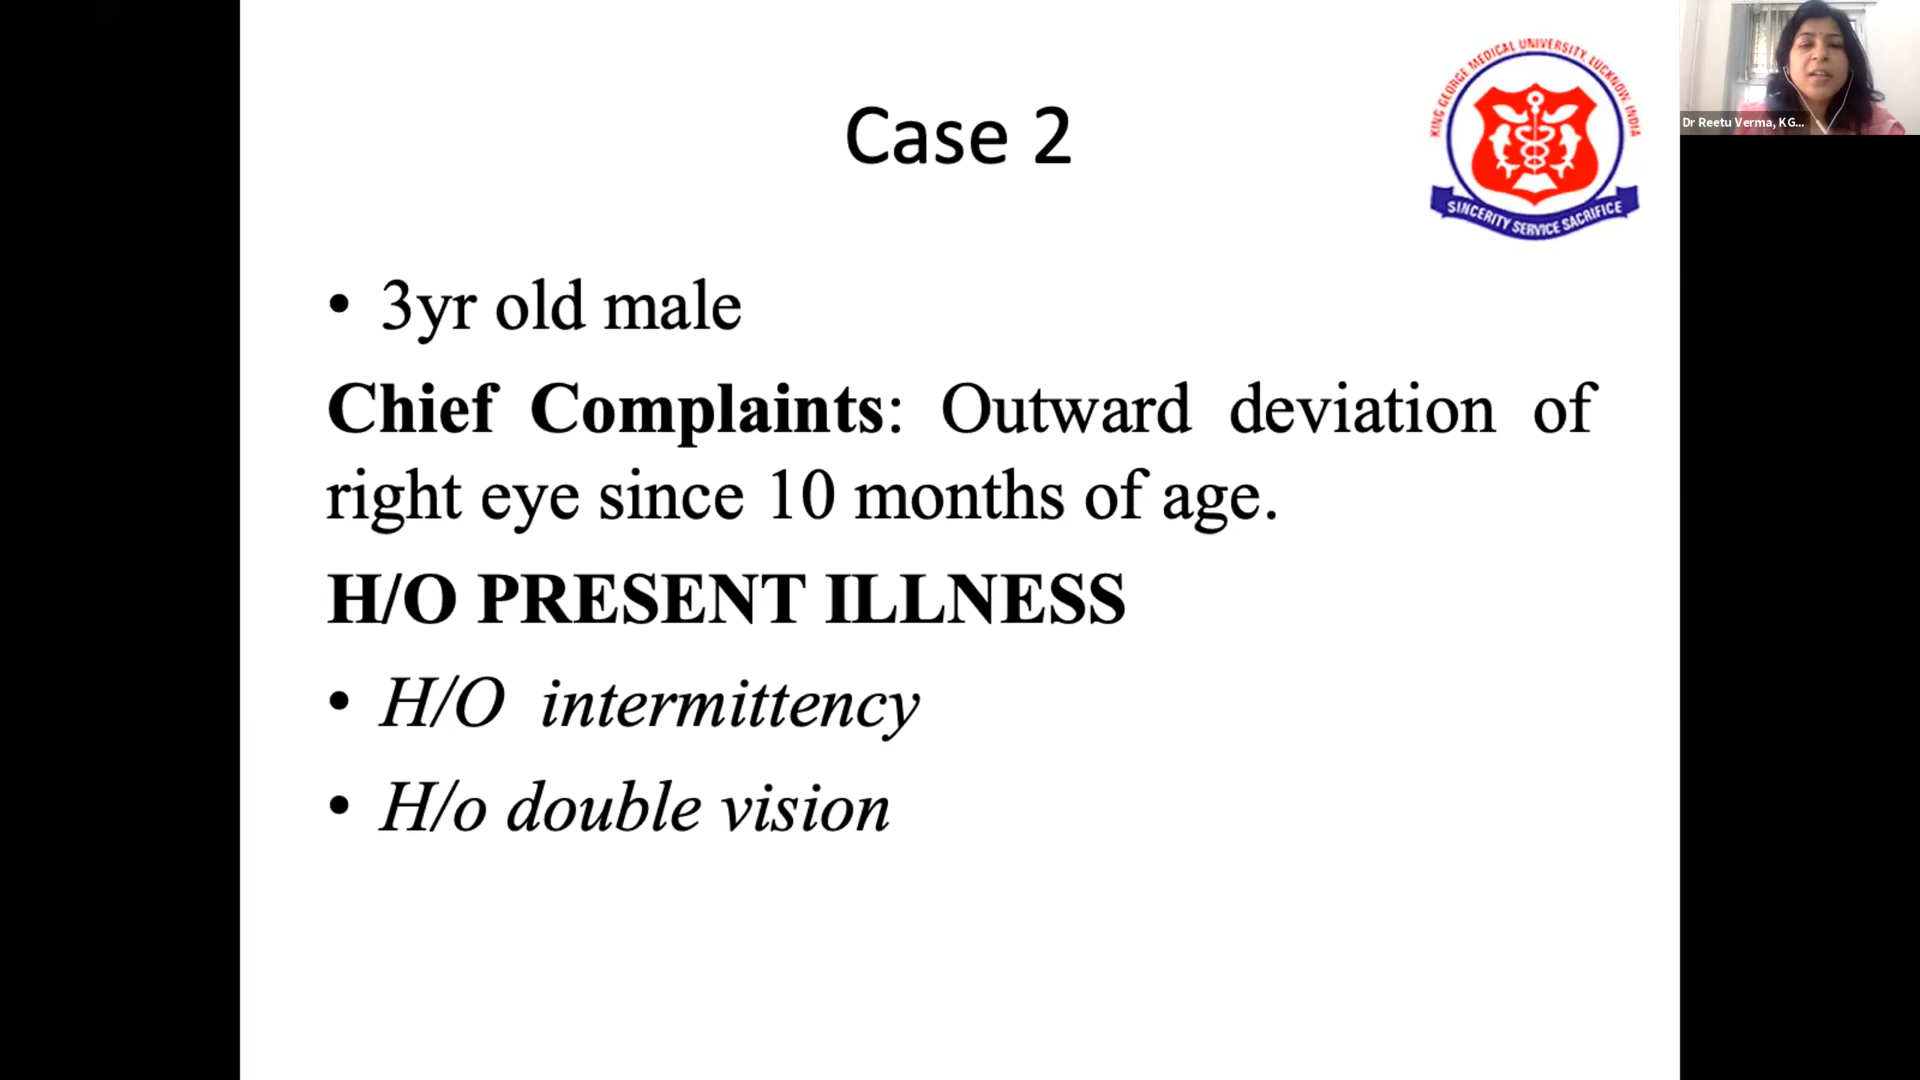 Case 2
KING GEORGE MEDICAL UNIVERSITY, LUCKNOW, INDIA
SINCERITY SERVICE SACRIFICE
Dr Reetu Verma, KG...
• 3yr old male
Chief Complaints: Outward deviation of
right eye since 10 months of age.
H/O PRESENT ILLNESS
• H/O intermittency
• H/o double vision